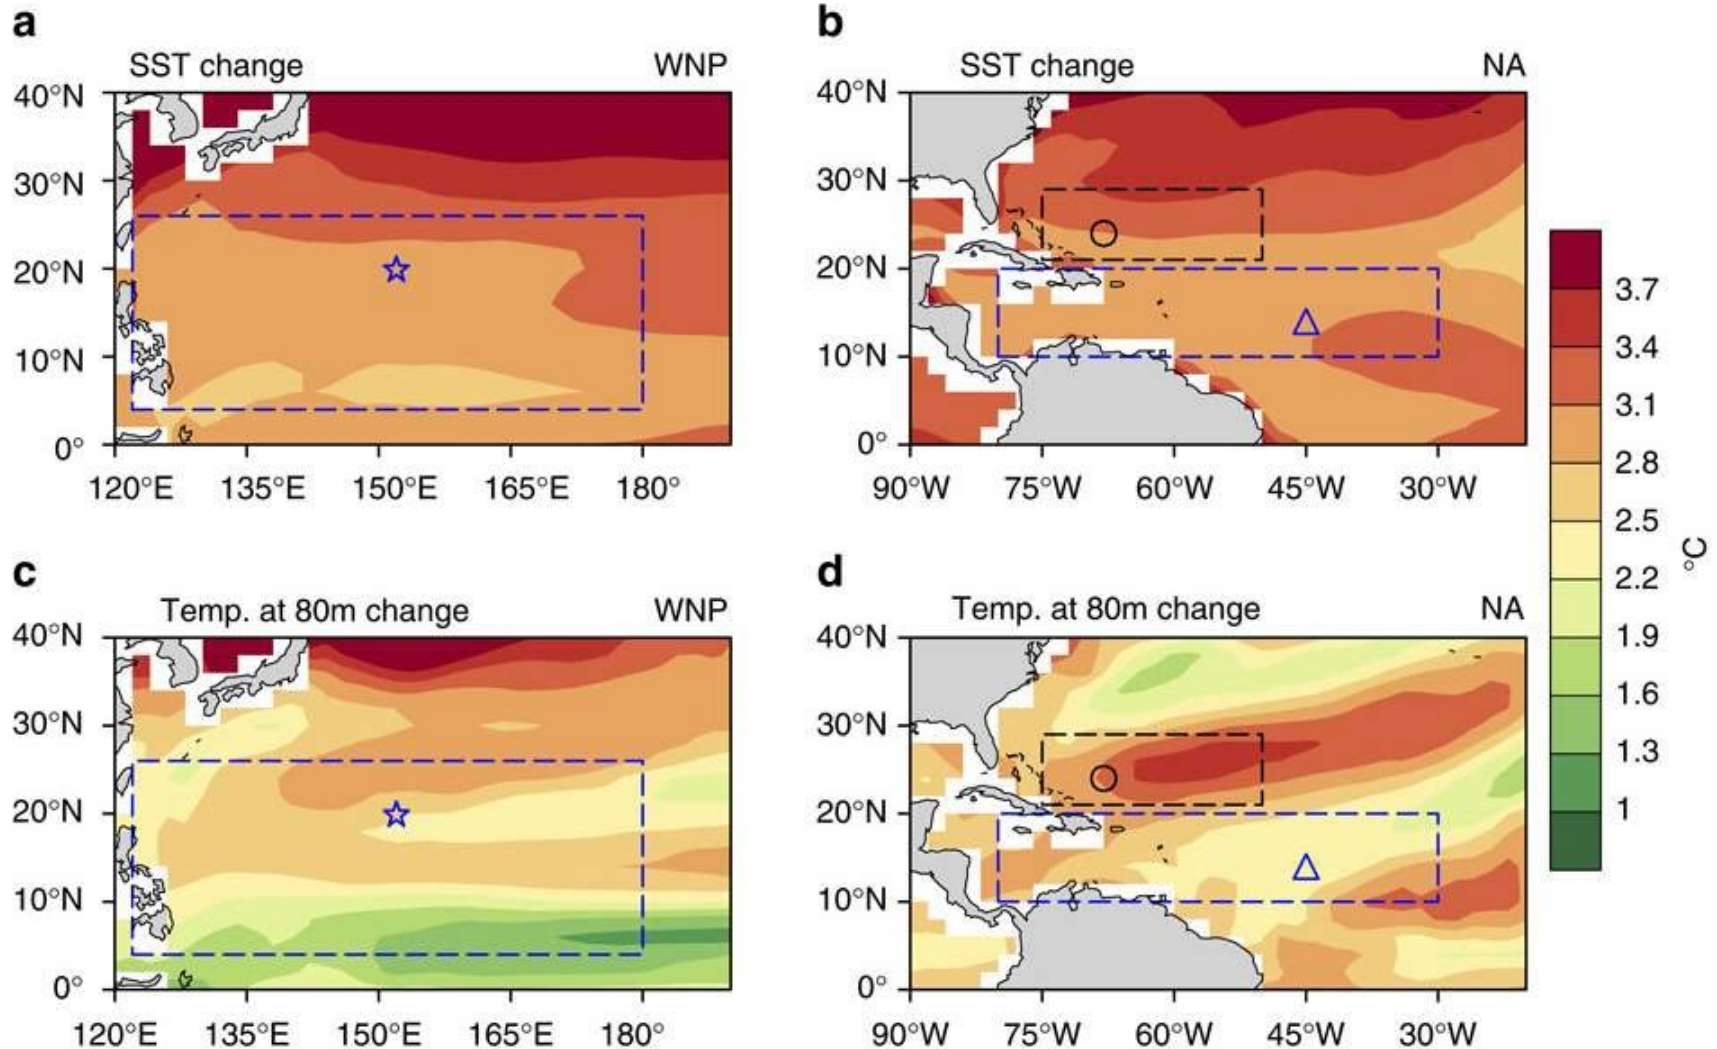 a
SST change WNP
40°N
30°N
20°N
10°N
0°
120°E 135°E 150°E 165°E 180°
b
SST change NA
40°N
30°N
20°N
10°N
0°
90°W 75°W 60°W 45°W 30°W
c
Temp. at 80m change WNP
40°N
30°N
20°N
10°N
0°
120°E 135°E 150°E 165°E 180°
d
Temp. at 80m change NA
40°N
30°N
20°N
10°N
0°
90°W 75°W 60°W 45°W 30°W
3.7
3.4
3.1
2.8
2.5
2.2
1.9
1.6
1.3
1
°C